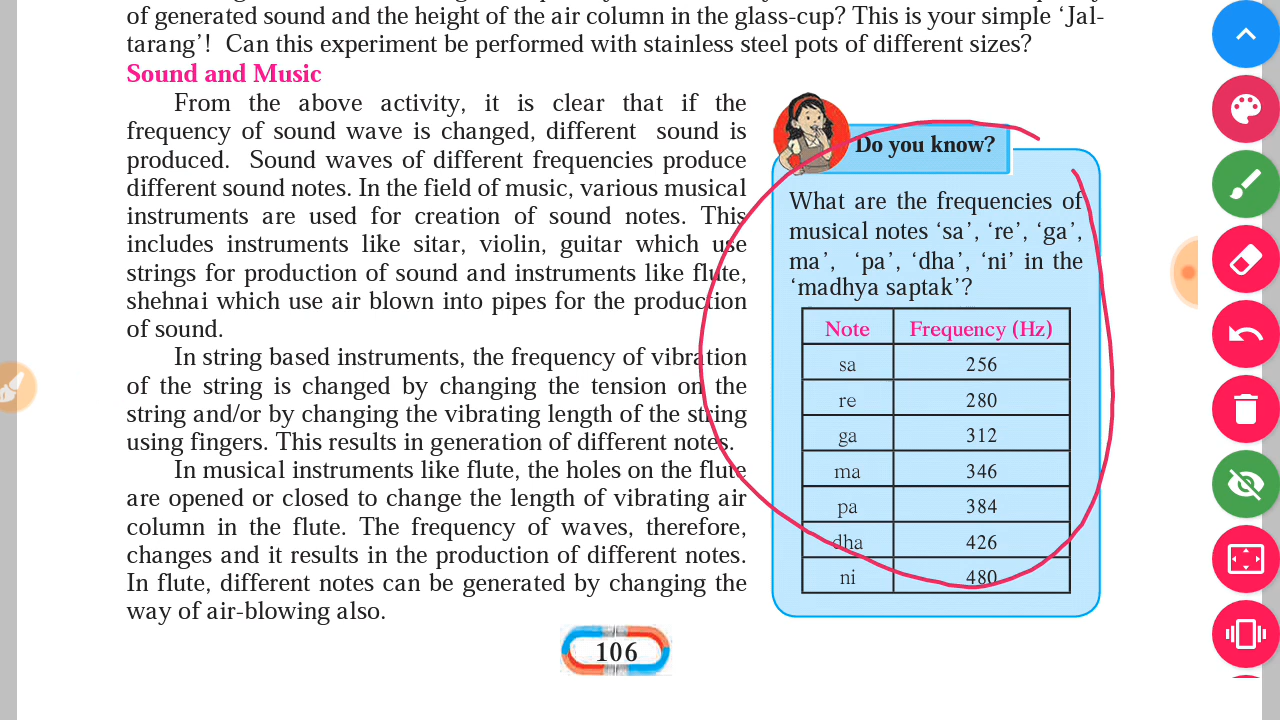 of generated sound and the height of the air column in the glass-cup? This is your simple ‘Jal-
tarang’! Can this experiment be performed with stainless steel pots of different sizes?
Sound and Music
From the above activity, it is clear that if the
frequency of sound wave is changed, different sound is
produced. Sound waves of different frequencies produce
different sound notes. In the field of music, various musical
instruments are used for creation of sound notes. This
includes instruments like sitar, violin, guitar which use
strings for production of sound and instruments like flute,
shehnai which use air blown into pipes for the production
of sound.
In string based instruments, the frequency of vibration
of the string is changed by changing the tension on the
string and/or by changing the vibrating length of the string
using fingers. This results in generation of different notes.
In musical instruments like flute, the holes on the flute
are opened or closed to change the length of vibrating air
column in the flute. The frequency of waves, therefore,
changes and it results in the production of different notes.
In flute, different notes can be generated by changing the
way of air-blowing also.
Do you know?
What are the frequencies of
musical notes ‘sa’, ‘re’, ‘ga’,
ma’, ‘pa’, ‘dha’, ‘ni’ in the
‘madhya saptak’?
Note Frequency (Hz)
sa 256
re 280
ga 312
ma 346
pa 384
dha 426
ni 480
106